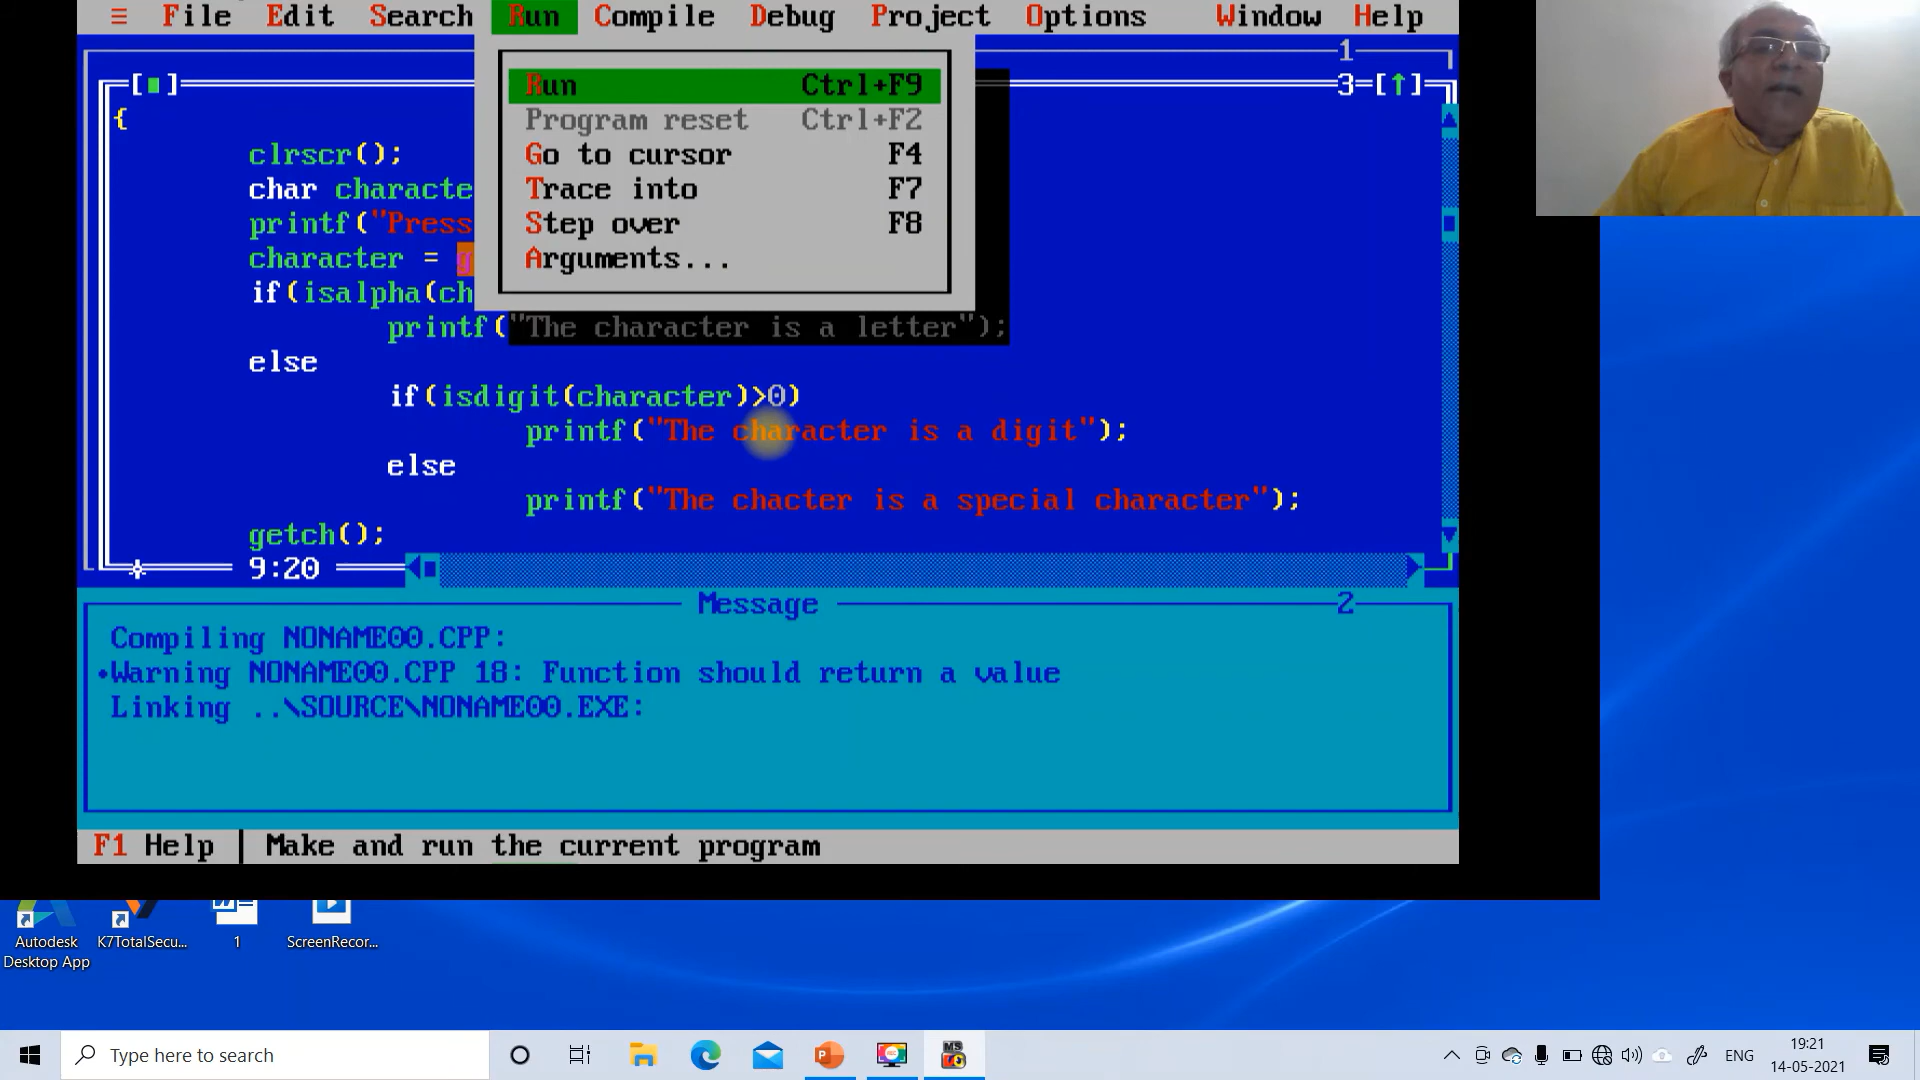 ≡ File Edit Search Run Compile Debug Project Options Window Help
1
Run Ctrl+F9
Program reset Ctrl+F2
Go to cursor F4
Trace into F7
Step over F8
Arguments...
[■] 3=[↑]
{
clrscr();
char characte
printf("Press
character = g
if(isalpha(ch
printf("The character is a letter");
else
if(isdigit(character)>0)
printf("The character is a digit");
else
printf("The chacter is a special character");
getch();
9:20
Message 2
Compiling NONAME00.CPP:
•Warning NONAME00.CPP 18: Function should return a value
Linking ..\SOURCE\NONAME00.EXE:
F1 Help | Make and run the current program
Autodesk Desktop App
K7TotalSecu...
1
ScreenRecor...
Type here to search
ENG
19:21
14-05-2021